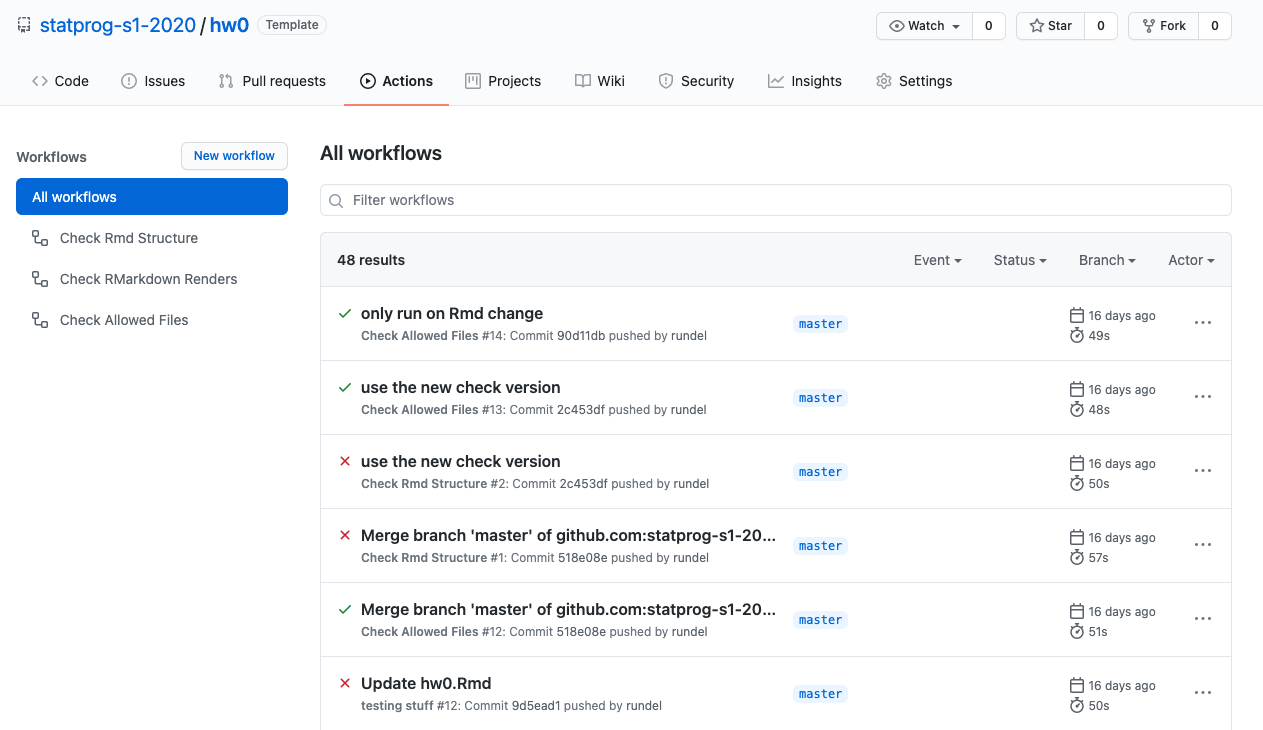 statprog-s1-2020 / hw0 Template
Watch 0 Star 0 Fork 0
Code Issues Pull requests Actions Projects Wiki Security Insights Settings
Workflows New workflow
All workflows
Check Rmd Structure
Check RMarkdown Renders
Check Allowed Files
All workflows
Filter workflows
48 results Event Status Branch Actor
only run on Rmd change
Check Allowed Files #14: Commit 90d11db pushed by rundel
master
16 days ago
49s
use the new check version
Check Allowed Files #13: Commit 2c453df pushed by rundel
master
16 days ago
48s
use the new check version
Check Rmd Structure #2: Commit 2c453df pushed by rundel
master
16 days ago
50s
Merge branch 'master' of github.com:statprog-s1-20...
Check Rmd Structure #1: Commit 518e08e pushed by rundel
master
16 days ago
57s
Merge branch 'master' of github.com:statprog-s1-20...
Check Allowed Files #12: Commit 518e08e pushed by rundel
master
16 days ago
51s
Update hw0.Rmd
testing stuff #12: Commit 9d5ead1 pushed by rundel
master
16 days ago
50s